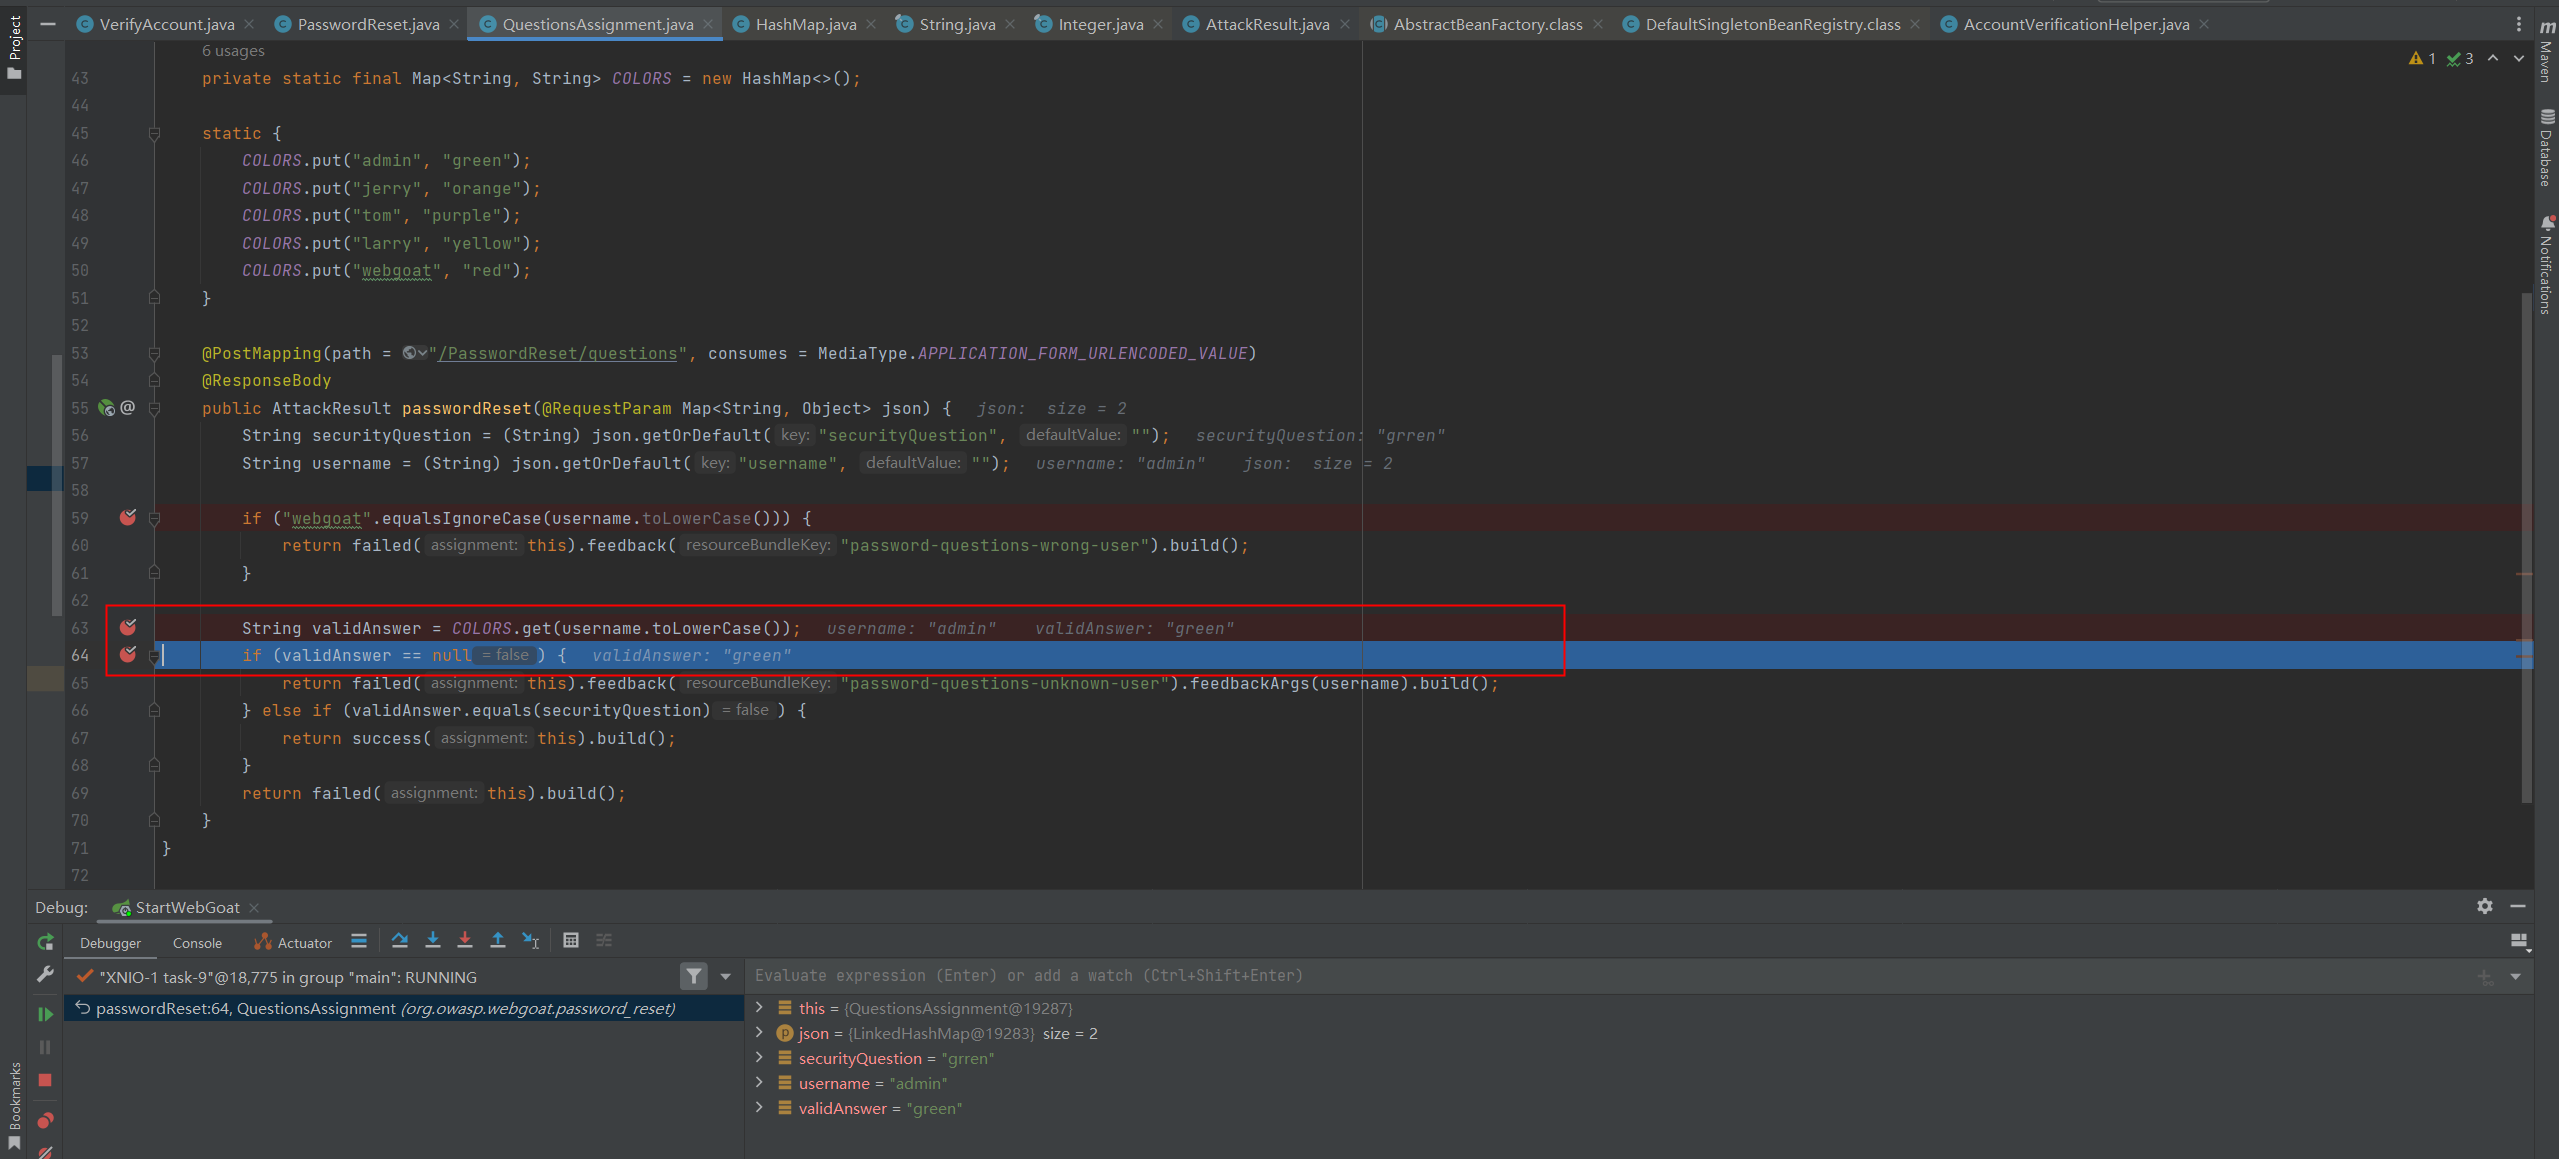 Project
VerifyAccount.java PasswordReset.java QuestionsAssignment.java HashMap.java String.java Integer.java AttackResult.java AbstractBeanFactory.class DefaultSingletonBeanRegistry.class AccountVerificationHelper.java
m
Maven
Database
Notifications
1 3
6 usages
43 private static final Map<String, String> COLORS = new HashMap<>();
44
45 static {
46 COLORS.put("admin", "green");
47 COLORS.put("jerry", "orange");
48 COLORS.put("tom", "purple");
49 COLORS.put("larry", "yellow");
50 COLORS.put("webgoat", "red");
51 }
52
53 @PostMapping(path = "/PasswordReset/questions", consumes = MediaType.APPLICATION_FORM_URLENCODED_VALUE)
54 @ResponseBody
55 @ public AttackResult passwordReset(@RequestParam Map<String, Object> json) { json: size = 2
56 String securityQuestion = (String) json.getOrDefault( key: "securityQuestion", defaultValue: ""); securityQuestion: "grren"
57 String username = (String) json.getOrDefault( key: "username", defaultValue: ""); username: "admin" json: size = 2
58
59 if ("webgoat".equalsIgnoreCase(username.toLowerCase())) {
60 return failed( assignment: this).feedback( resourceBundleKey: "password-questions-wrong-user").build();
61 }
62
63 String validAnswer = COLORS.get(username.toLowerCase()); username: "admin" validAnswer: "green"
64 if (validAnswer == null = false ) { validAnswer: "green"
65 return failed( assignment: this).feedback( resourceBundleKey: "password-questions-unknown-user").feedbackArgs(username).build();
66 } else if (validAnswer.equals(securityQuestion) = false ) {
67 return success( assignment: this).build();
68 }
69 return failed( assignment: this).build();
70 }
71 }
72
Debug: StartWebGoat
Debugger Console Actuator
"XNIO-1 task-9"@18,775 in group "main": RUNNING
passwordReset:64, QuestionsAssignment (org.owasp.webgoat.password_reset)
Evaluate expression (Enter) or add a watch (Ctrl+Shift+Enter)
this = {QuestionsAssignment@19287}
p json = {LinkedHashMap@19283} size = 2
securityQuestion = "grren"
username = "admin"
validAnswer = "green"
Bookmarks